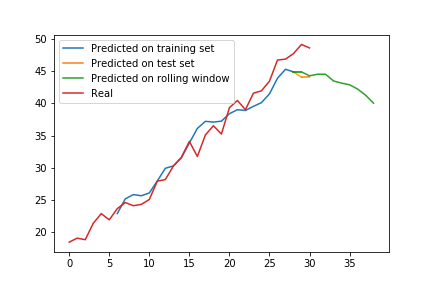 50
45
40
35
30
25
20
Predicted on training set
Predicted on test set
Predicted on rolling window
Real
0 5 10 15 20 25 30 35